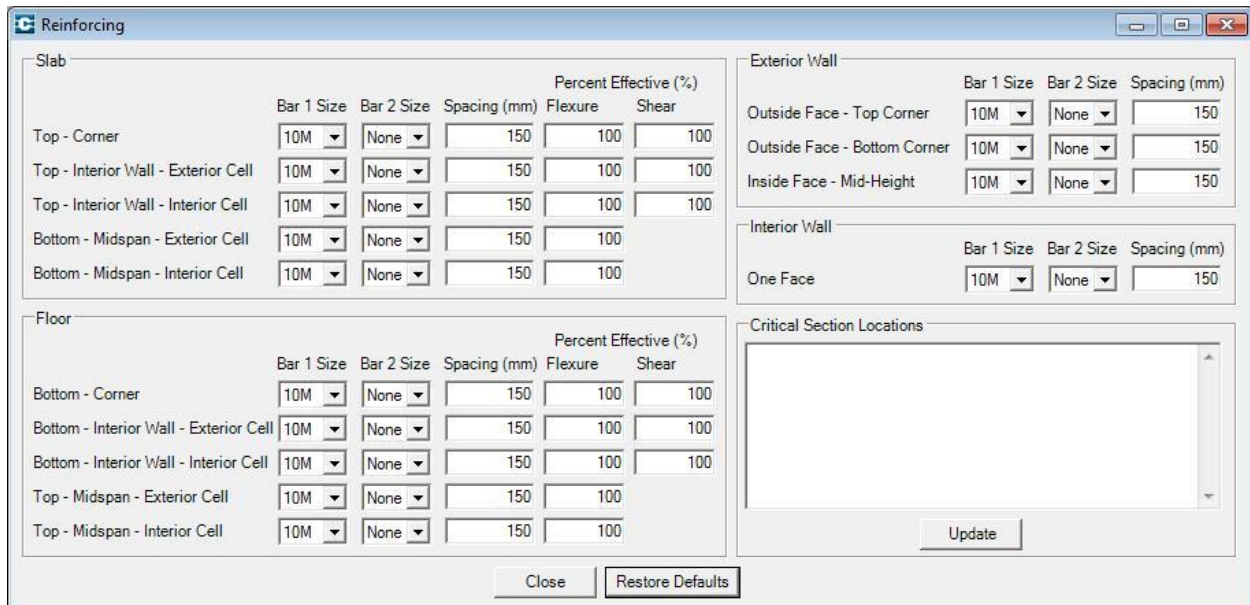 Reinforcing
Slab
Percent Effective (%)
Bar 1 Size Bar 2 Size Spacing (mm) Flexure Shear
Top - Corner 10M None 150 100 100
Top - Interior Wall - Exterior Cell 10M None 150 100 100
Top - Interior Wall - Interior Cell 10M None 150 100 100
Bottom - Midspan - Exterior Cell 10M None 150 100
Bottom - Midspan - Interior Cell 10M None 150 100
Floor
Percent Effective (%)
Bar 1 Size Bar 2 Size Spacing (mm) Flexure Shear
Bottom - Corner 10M None 150 100 100
Bottom - Interior Wall - Exterior Cell 10M None 150 100 100
Bottom - Interior Wall - Interior Cell 10M None 150 100 100
Top - Midspan - Exterior Cell 10M None 150 100
Top - Midspan - Interior Cell 10M None 150 100
Exterior Wall
Bar 1 Size Bar 2 Size Spacing (mm)
Outside Face - Top Corner 10M None 150
Outside Face - Bottom Corner 10M None 150
Inside Face - Mid-Height 10M None 150
Interior Wall
Bar 1 Size Bar 2 Size Spacing (mm)
One Face 10M None 150
Critical Section Locations
Update
Close Restore Defaults